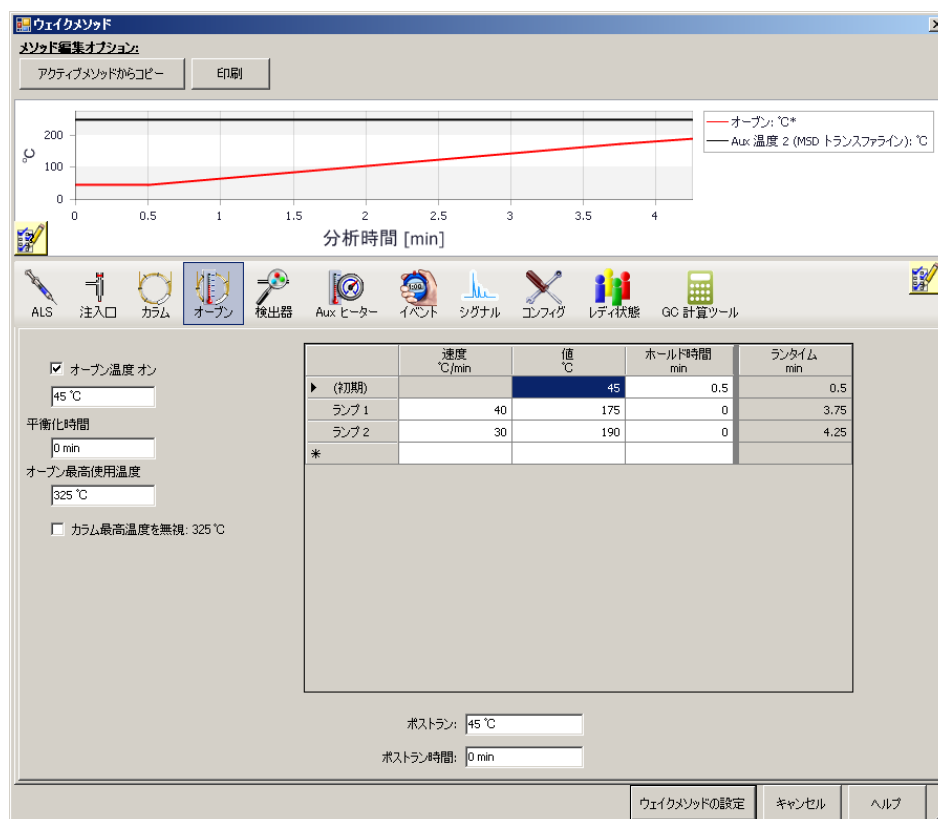 ウェイクメソッド
メソッド編集オプション:
アクティブメソッドからコピー 印刷
200
100
0
℃
0 0.5 1 1.5 2 2.5 3 3.5 4
分析時間 [min]
オーブン: ℃*
Aux 温度 2 (MSD トランスファライン): ℃
ALS 注入口 カラム オーブン 検出器 Aux ヒーター イベント シグナル コンフィグ レディ状態 GC 計算ツール
オーブン温度 オン
45 ℃
平衡化時間
0 min
オーブン最高使用温度
325 ℃
カラム最高温度を無視: 325 ℃
速度 値 ホールド時間 ランタイム
℃/min ℃ min min
(初期) 45 0.5 0.5
ランプ 1 40 175 0 3.75
ランプ 2 30 190 0 4.25
ポストラン: 45 ℃
ポストラン時間: 0 min
ウェイクメソッドの設定 キャンセル ヘルプ